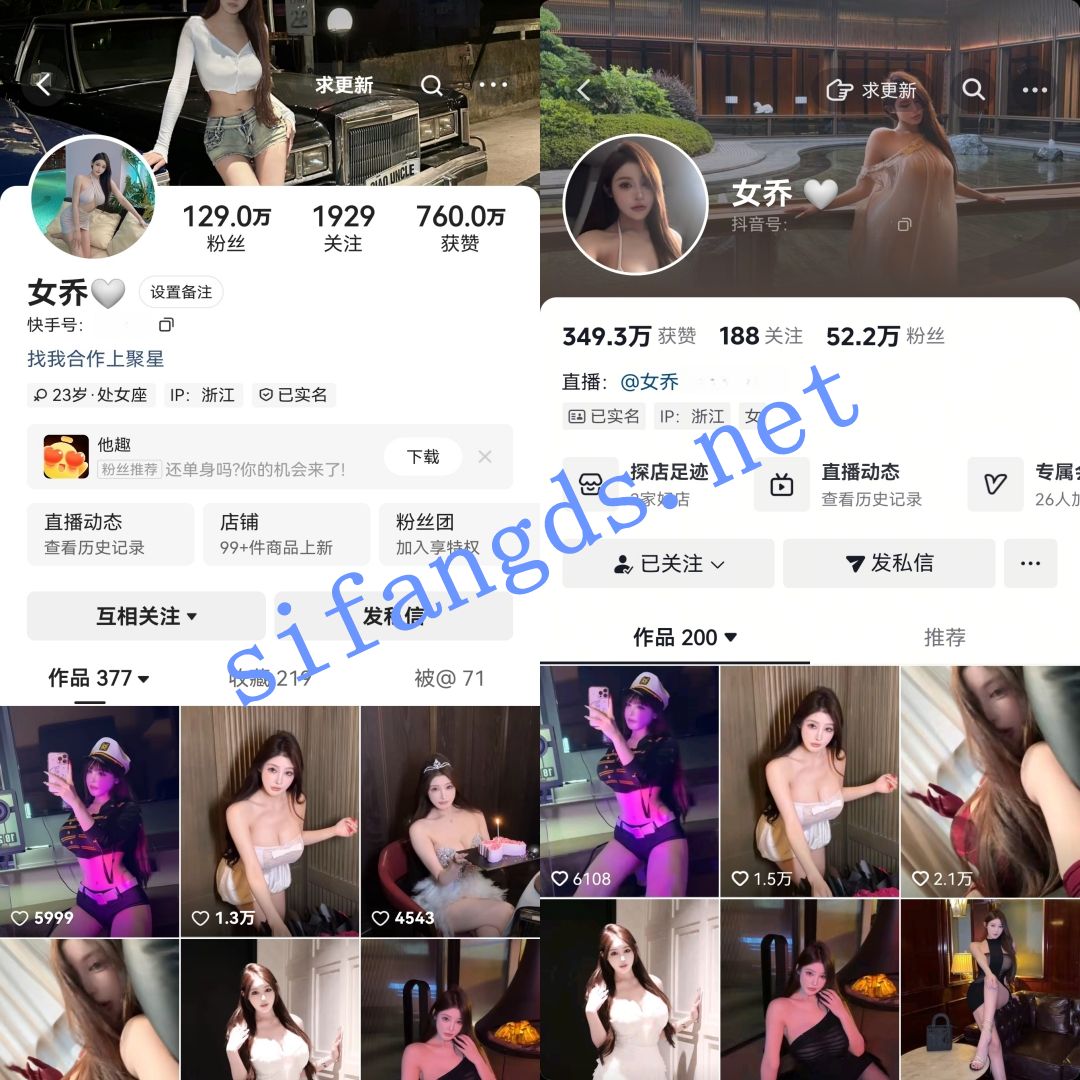 求更新
129.0万 1929 760.0万
粉丝 关注 获赞
女乔 设置备注
快手号:
找我合作上聚星
23岁·处女座 IP: 浙江 已实名
他趣
粉丝推荐 还单身吗?你的机会来了!
下载
直播动态 店铺 粉丝团
查看历史记录 99+件商品上新 加入享特权
互相关注 发私信
作品 377 收藏 219 被@ 71
5999 1.3万 4543
QIAO UNCLE
求更新
女乔
抖音号:
349.3万 获赞 188 关注 52.2万 粉丝
直播: @女乔
已实名 IP: 浙江 女
探店足迹 直播动态 专属会
3家好店 查看历史记录 26人加
已关注 发私信
作品 200 推荐
6108 1.5万 2.1万
sifangds.net